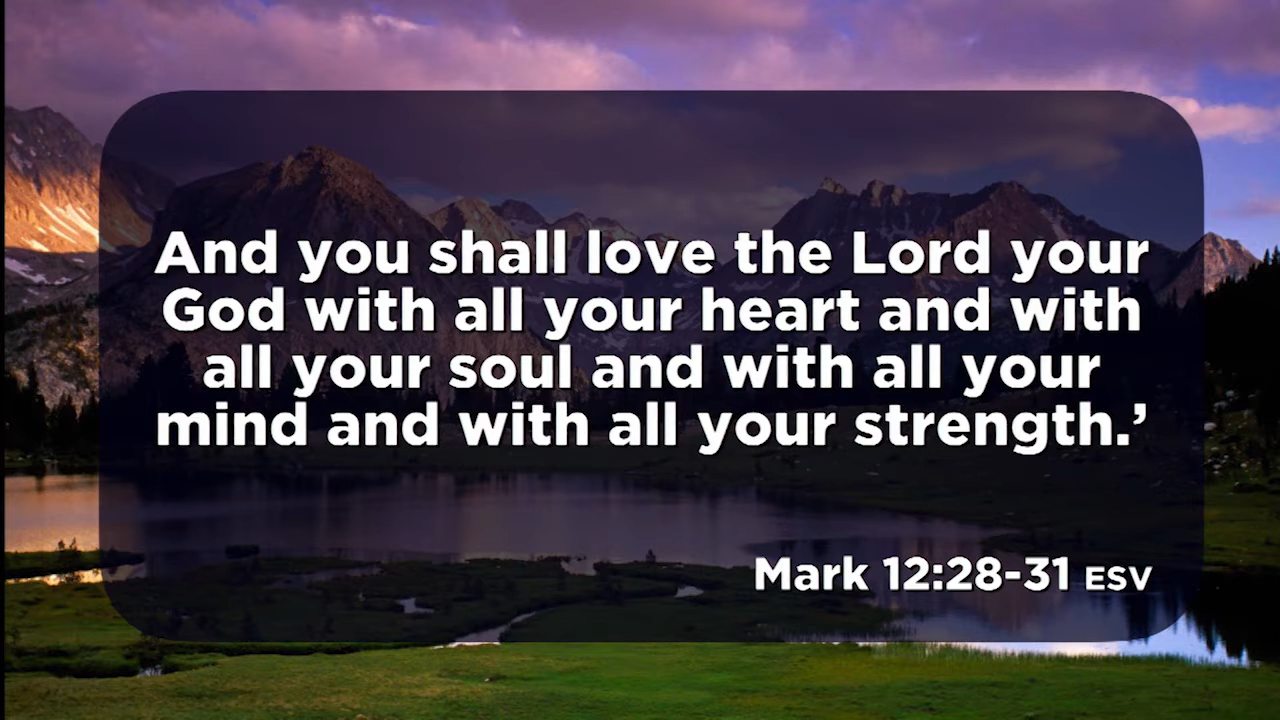 And you shall love the Lord your
God with all your heart and with
all your soul and with all your
mind and with all your strength.’
Mark 12:28-31 ESV